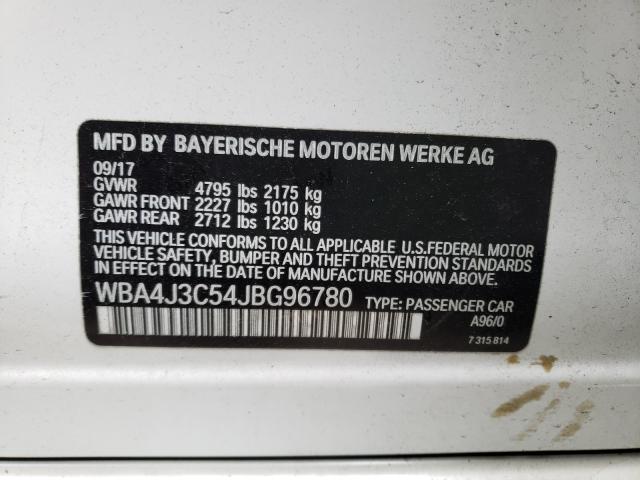 MFD BY BAYERISCHE MOTOREN WERKE AG
09/17
GVWR 4795 lbs 2175 kg
GAWR FRONT 2227 lbs 1010 kg
GAWR REAR 2712 lbs 1230 kg
THIS VEHICLE CONFORMS TO ALL APPLICABLE U.S.FEDERAL MOTOR
VEHICLE SAFETY, BUMPER AND THEFT PREVENTION STANDARDS
IN EFFECT ON THE DATE OF MANUFACTURE SHOWN ABOVE.
WBA4J3C54JBG96780 TYPE: PASSENGER CAR
A96/0
7 315 814